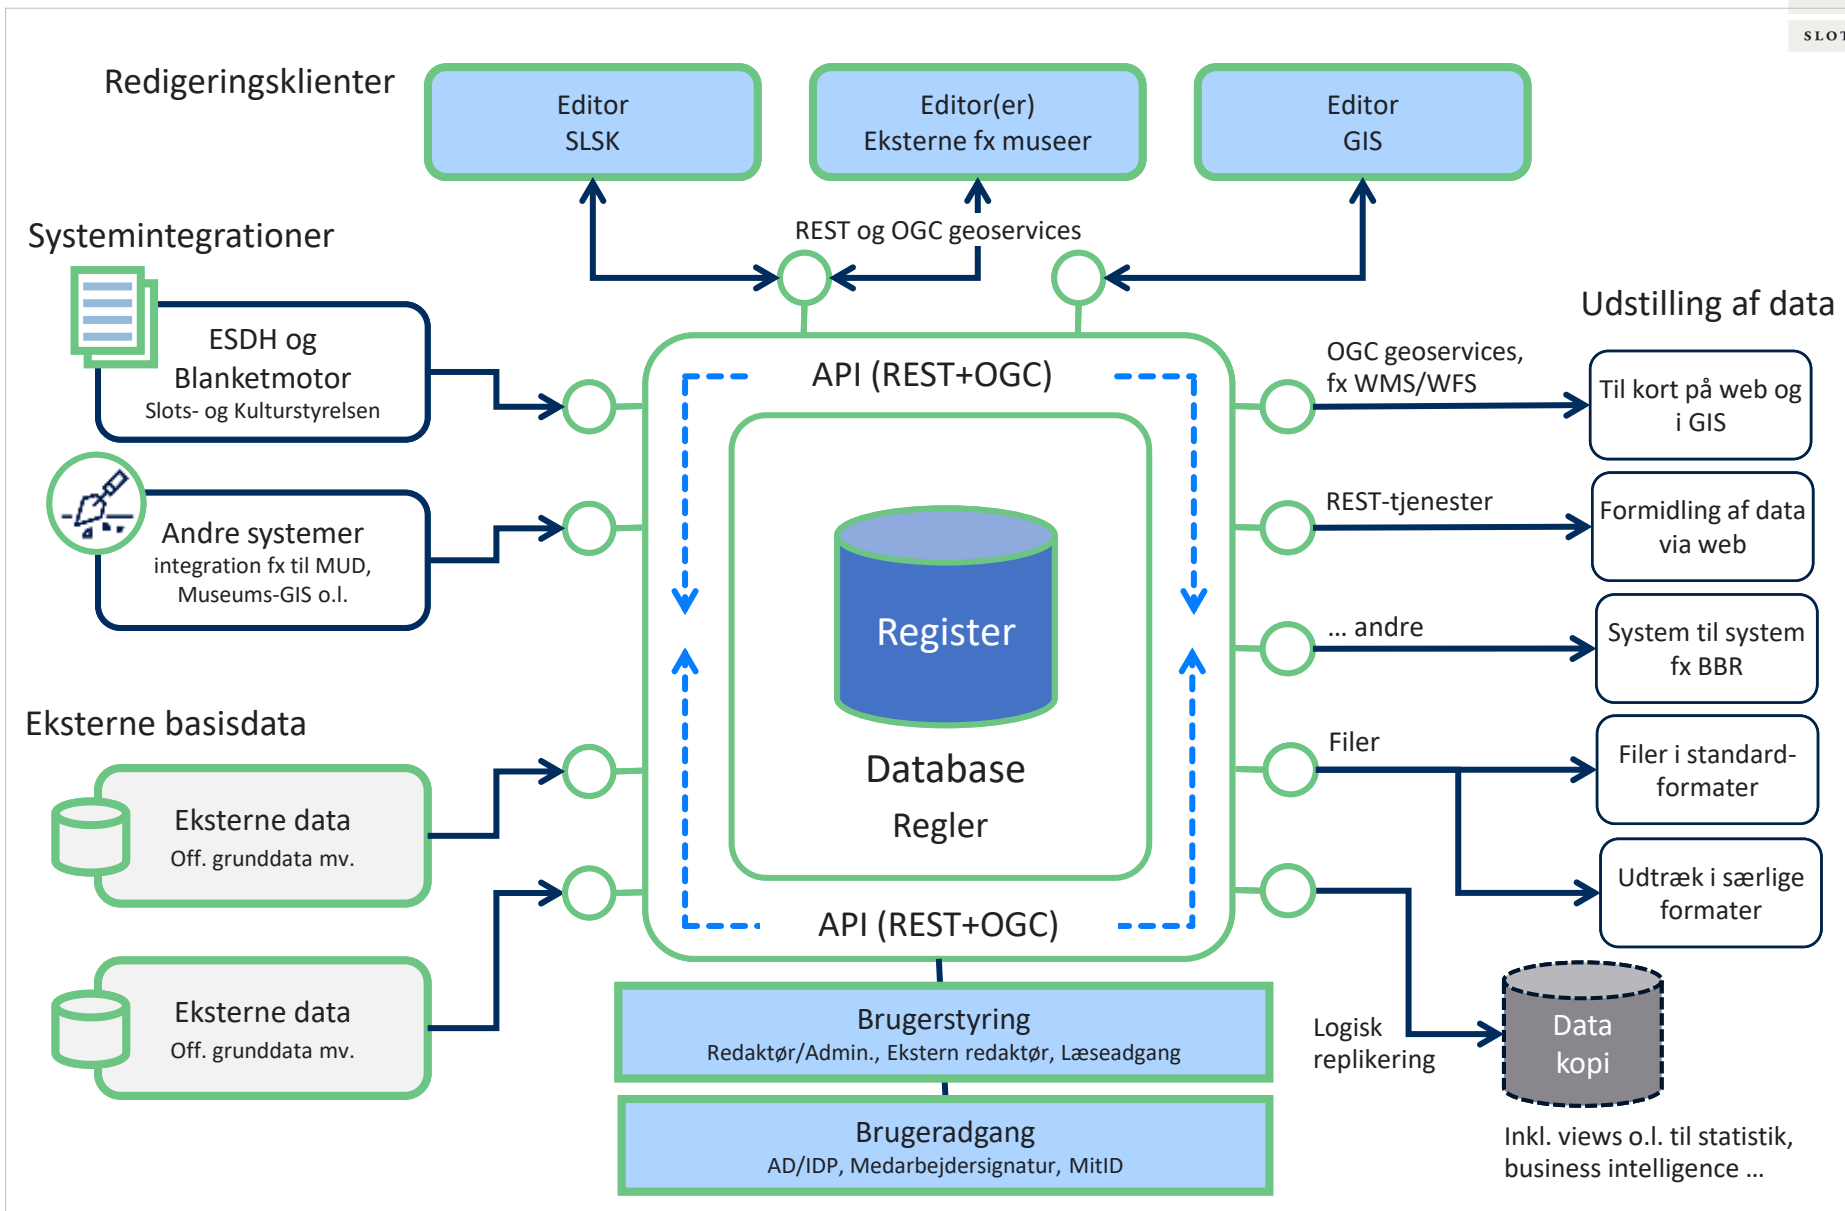 SLOT
Redigeringsklienter
Editor
SLSK
Editor(er)
Eksterne fx museer
Editor
GIS
REST og OGC geoservices
Systemintegrationer
ESDH og
Blanketmotor
Slots- og Kulturstyrelsen
Andre systemer
integration fx til MUD,
Museums-GIS o.l.
Eksterne basisdata
Eksterne data
Off. grunddata mv.
Eksterne data
Off. grunddata mv.
API (REST+OGC)
Register
Database
Regler
API (REST+OGC)
Brugerstyring
Redaktør/Admin., Ekstern redaktør, Læseadgang
Brugeradgang
AD/IDP, Medarbejdersignatur, MitID
Udstilling af data
OGC geoservices,
fx WMS/WFS
Til kort på web og
i GIS
REST-tjenester
Formidling af data
via web
... andre
System til system
fx BBR
Filer
Filer i standard-
formater
Udtræk i særlige
formater
Logisk
replikering
Data
kopi
Inkl. views o.l. til statistik,
business intelligence ...